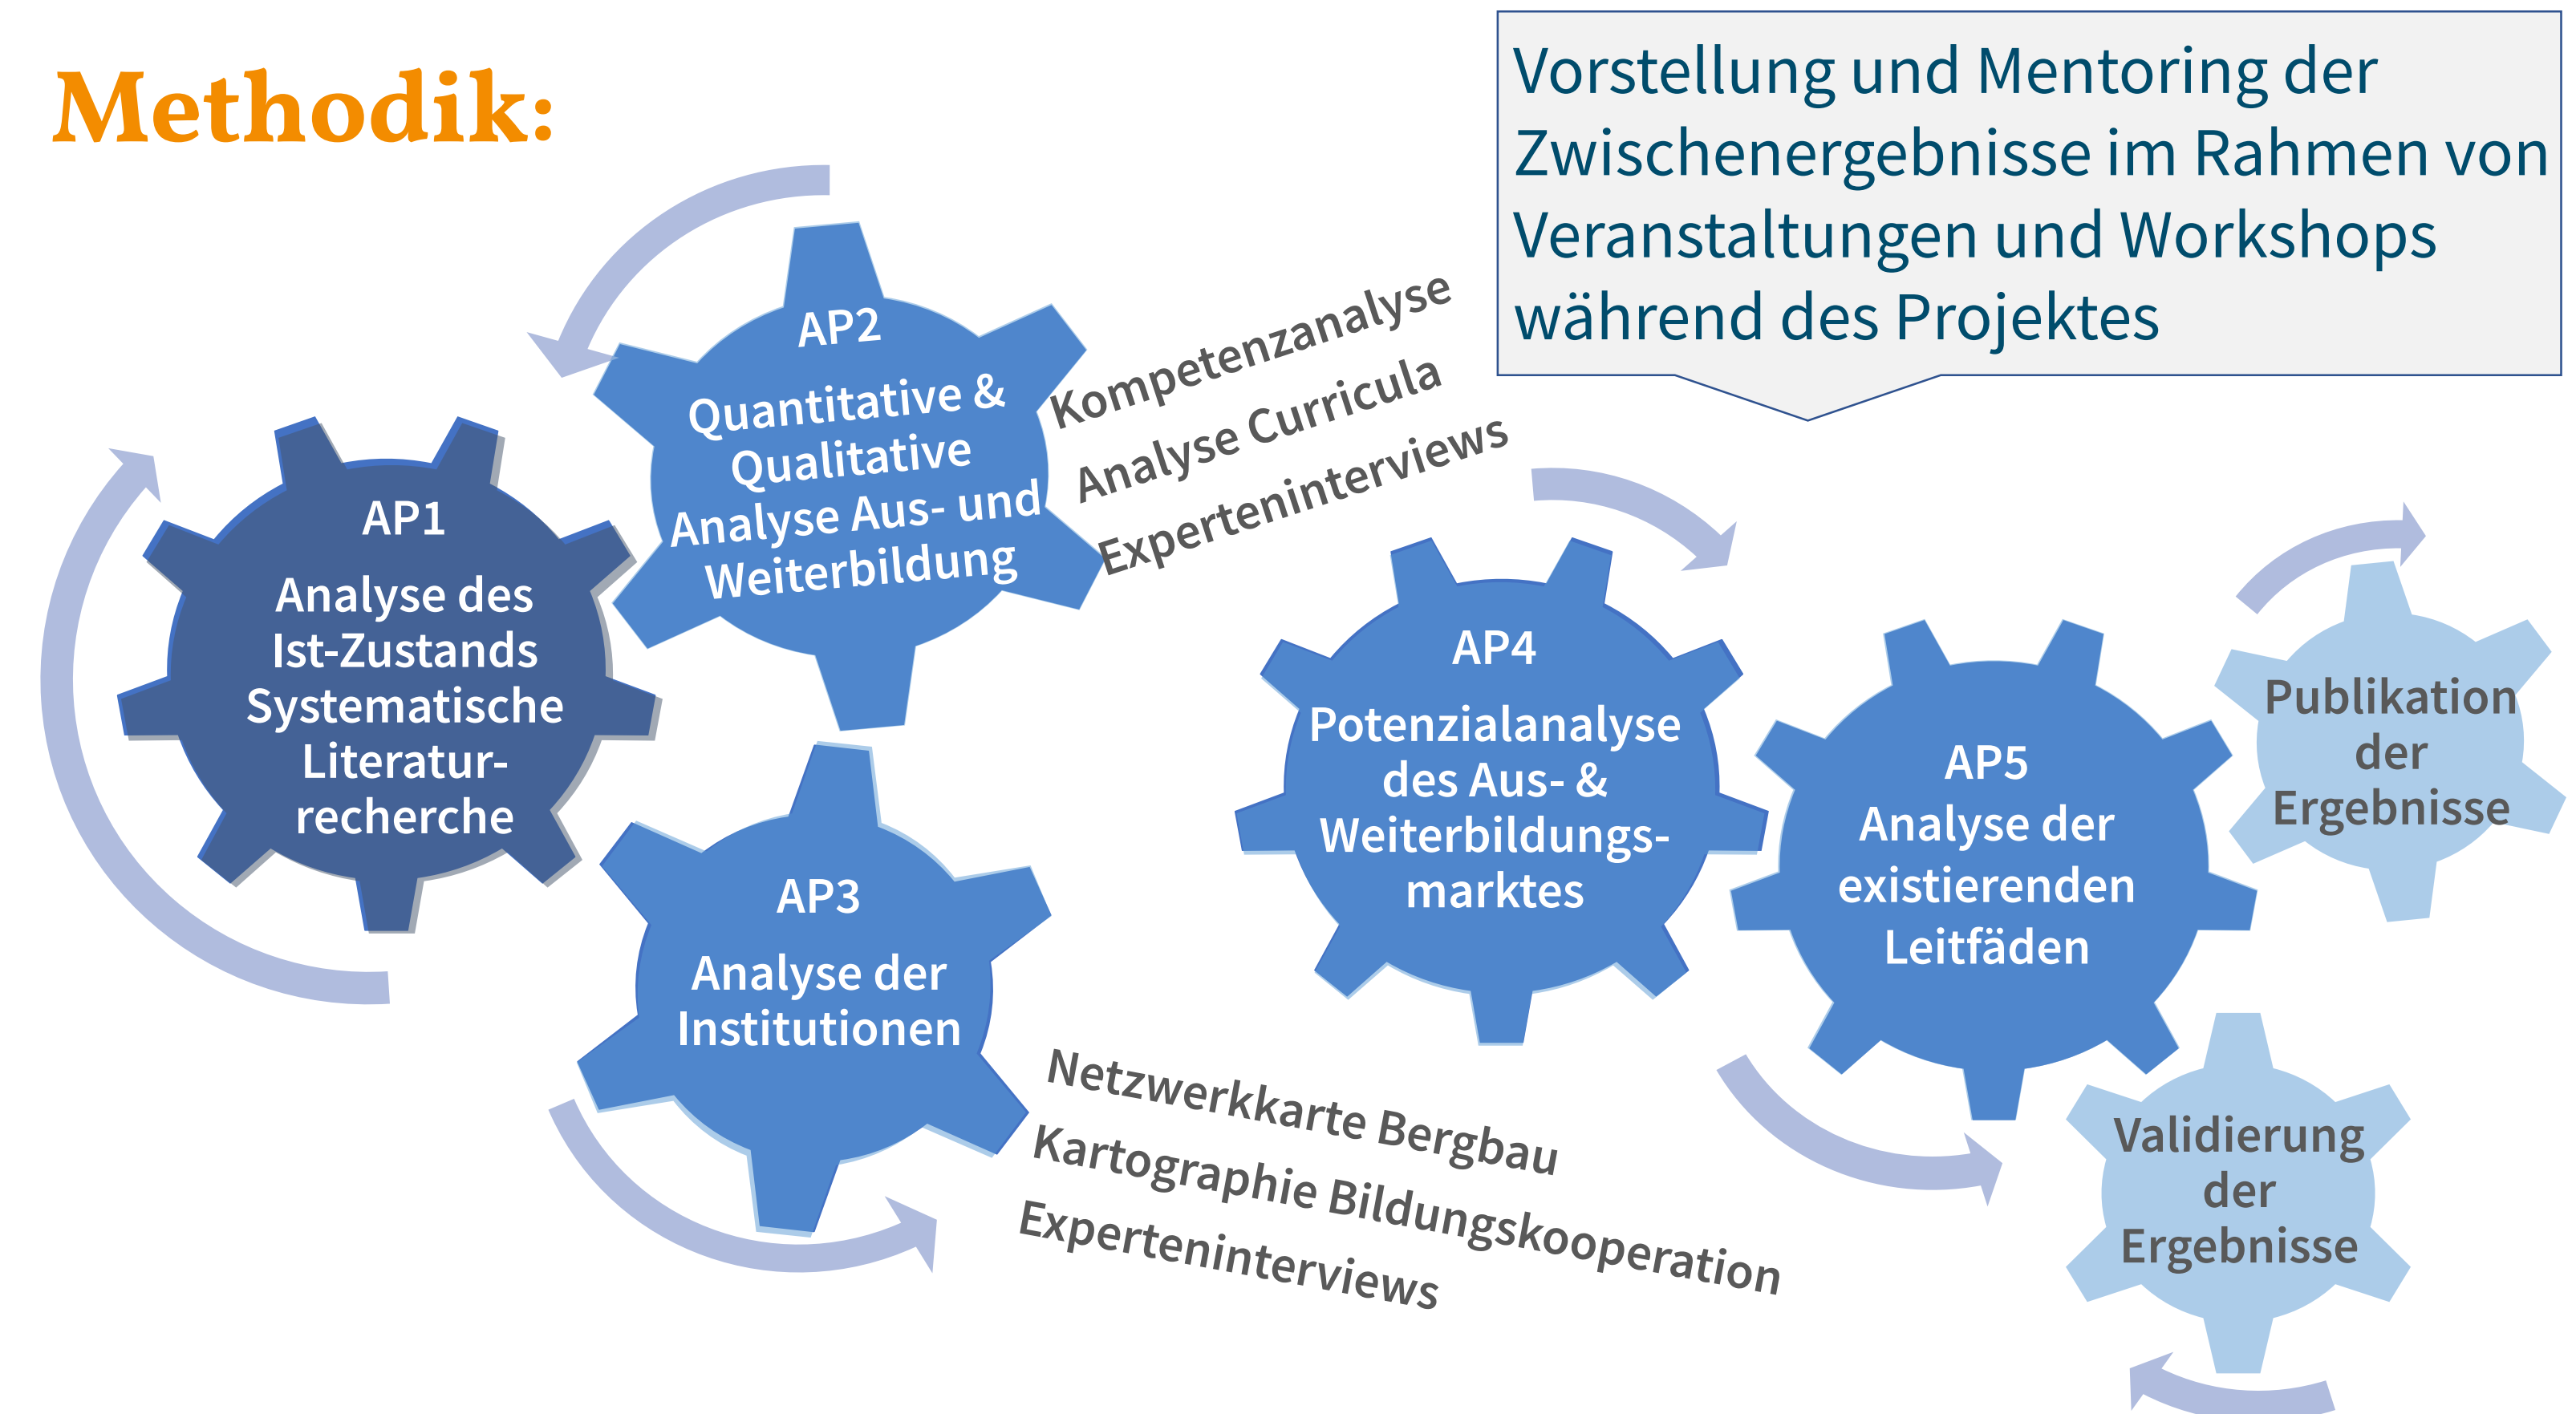 Methodik:
Vorstellung und Mentoring der
Zwischenergebnisse im Rahmen von
Veranstaltungen und Workshops
während des Projektes
AP1
Analyse des
Ist-Zustands
Systematische
Literatur-
recherche
AP2
Quantitative &
Qualitative
Analyse Aus- und
Weiterbildung
Kompetenzanalyse
Analyse Curricula
Experteninterviews
AP3
Analyse der
Institutionen
Netzwerkkarte Bergbau
Kartographie Bildungskooperation
Experteninterviews
AP4
Potenzialanalyse
des Aus- &
Weiterbildungs-
marktes
AP5
Analyse der
existierenden
Leitfäden
Publikation
der
Ergebnisse
Validierung
der
Ergebnisse